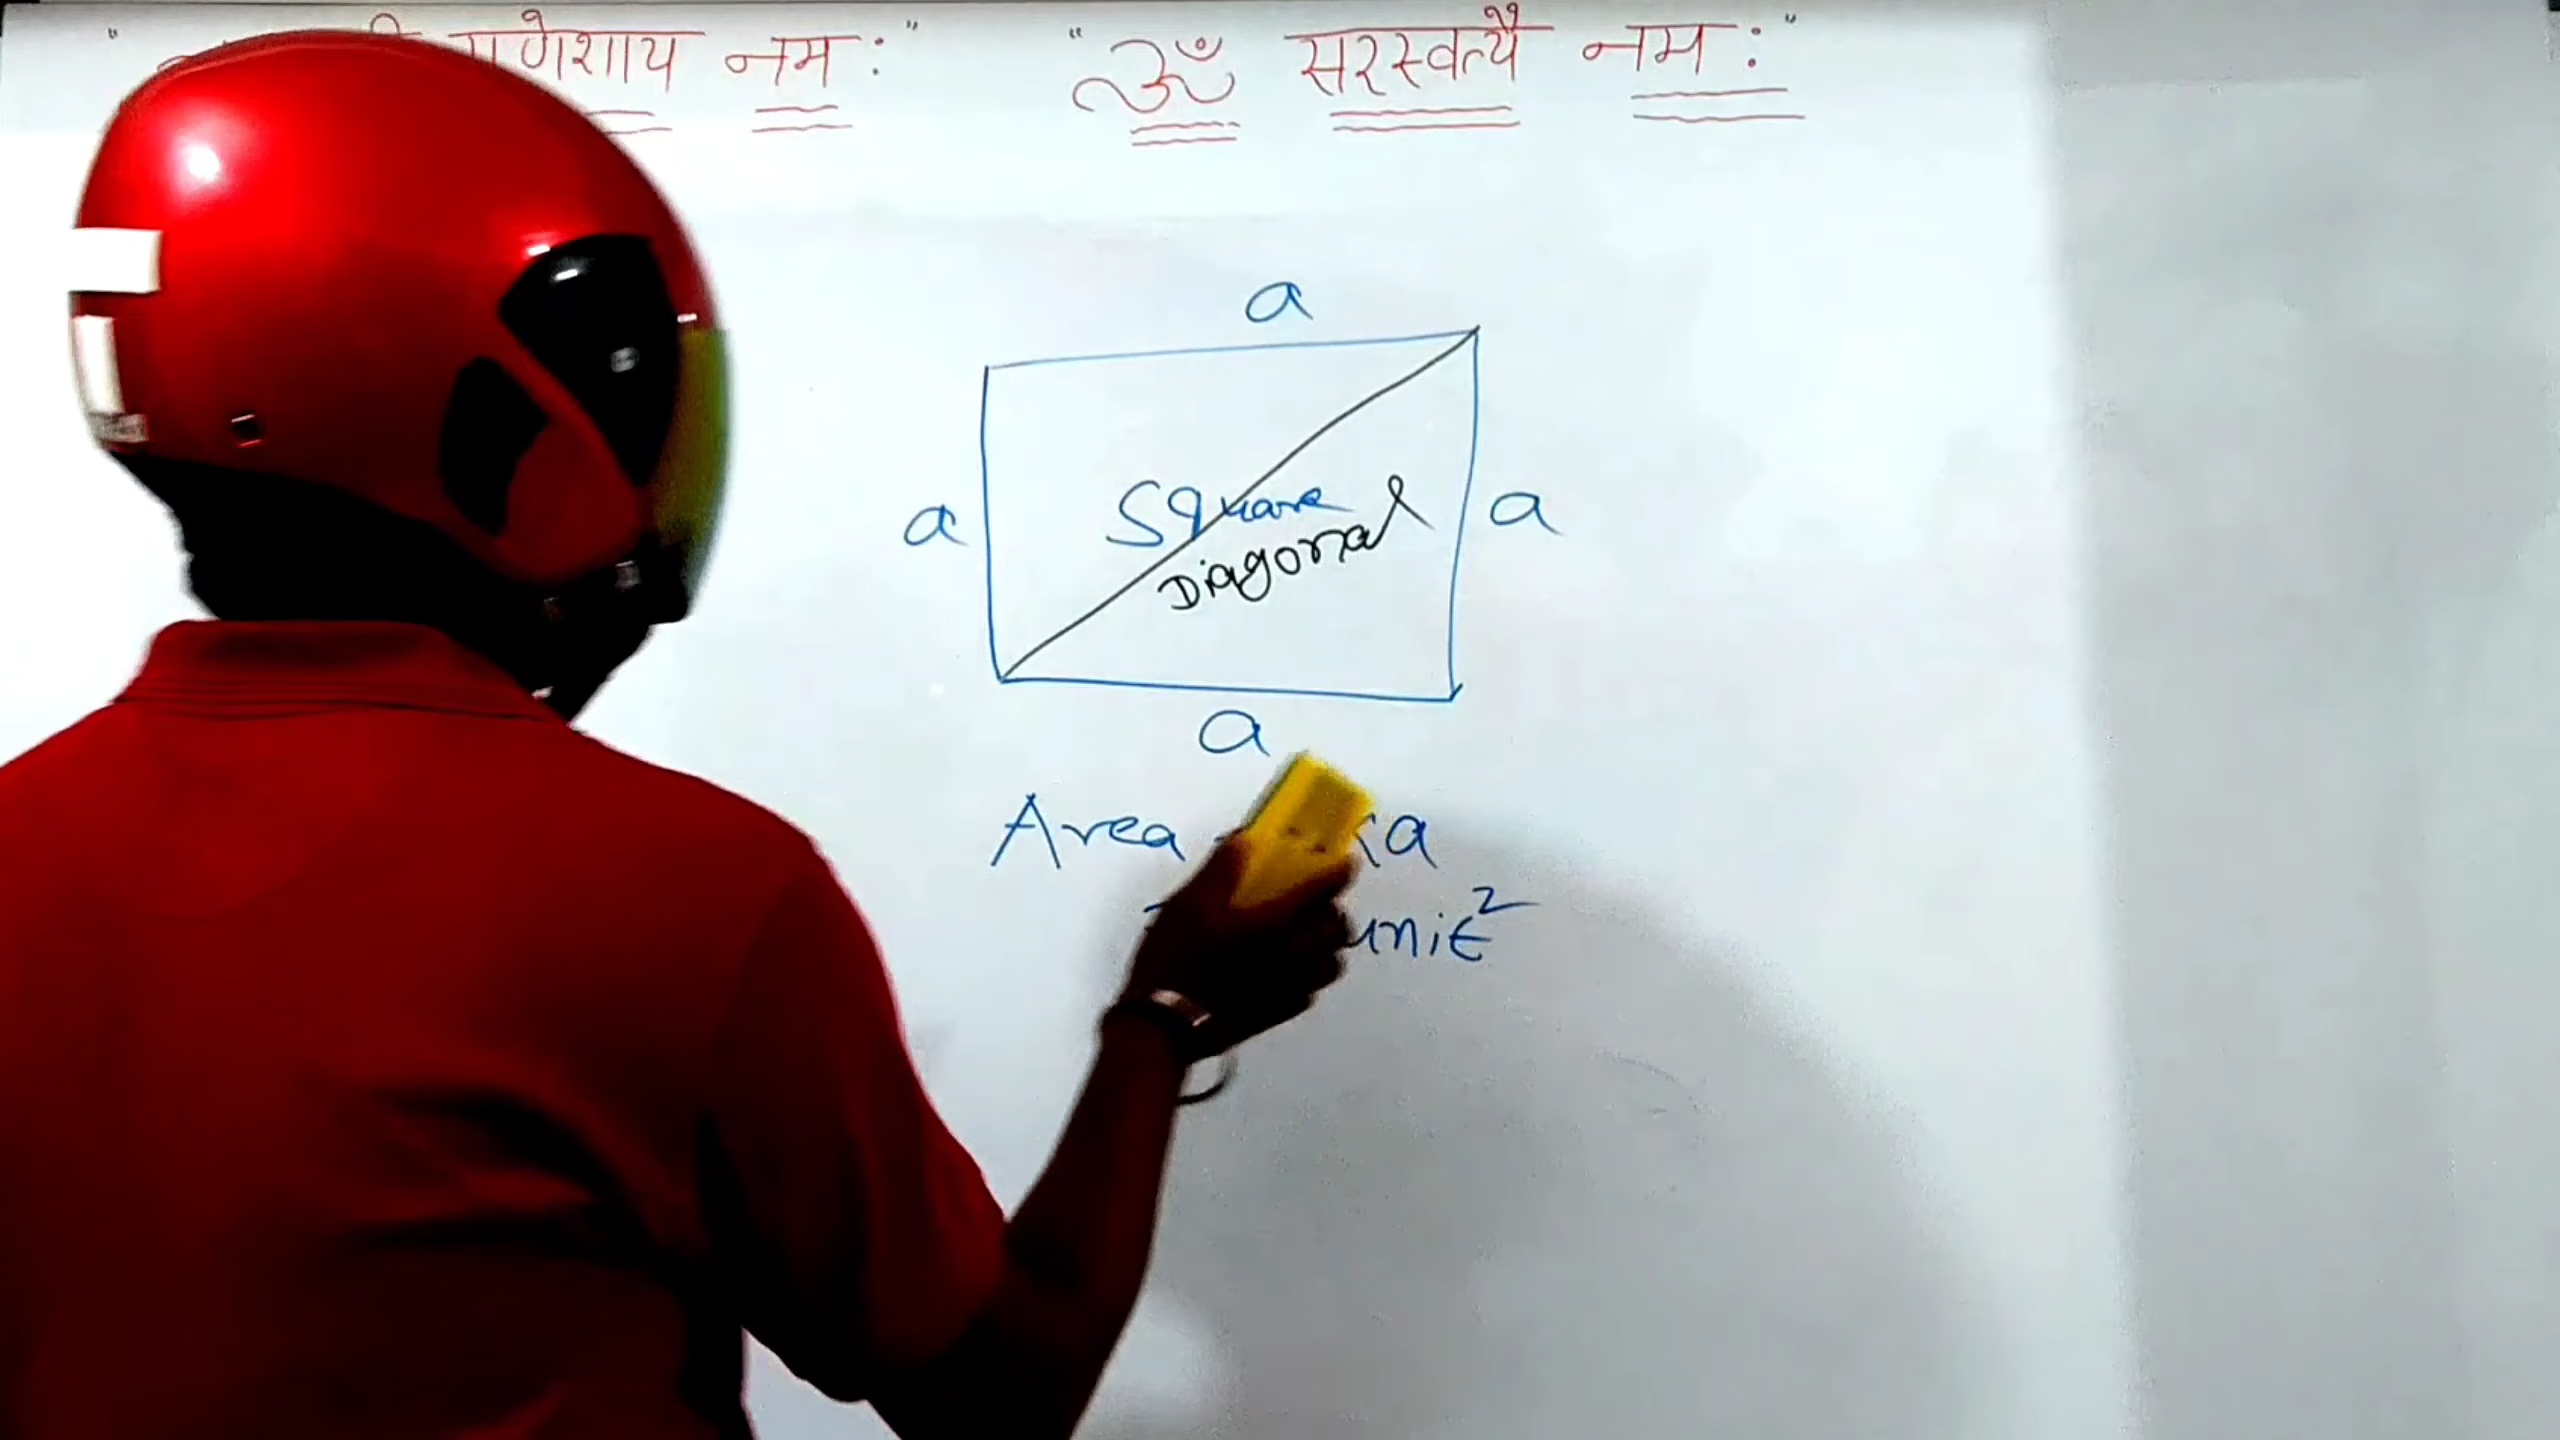 गणेशाय नमः" "ॐ सरस्वत्यै नमः"
a
a Square a
Diagonal
a
Area a
unit²